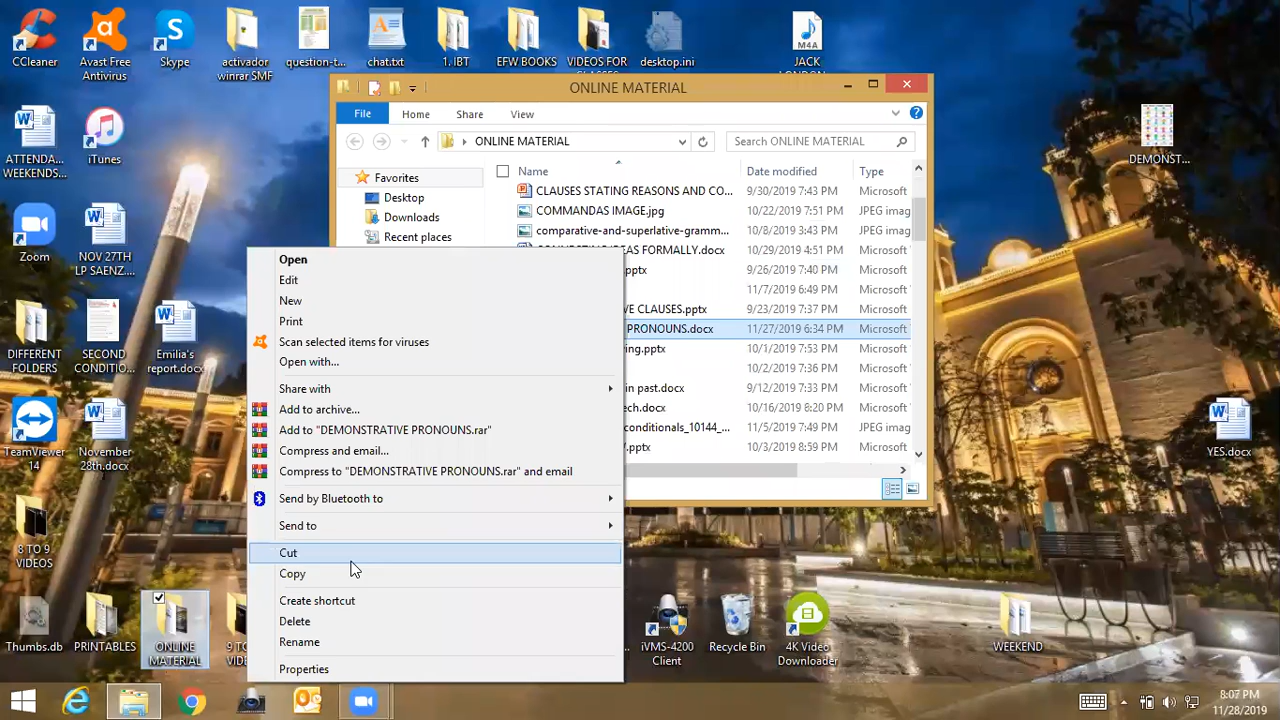 CCleaner
Avast Free
Antivirus
Skype
activador
winrar SMF
question-t...
chat.txt
1. IBT
EFW BOOKS
VIDEOS FOR
desktop.ini
JACK
ATTENDA...
WEEKENDS...
iTunes
DEMONST...
Zoom
NOV 27TH
LP SAENZ....
DIFFERENT
FOLDERS
SECOND
CONDITIO...
Emilia's
report.docx
TeamViewer
14
November
28th.docx
YES.docx
8 TO 9
VIDEOS
Thumbs.db
PRINTABLES
ONLINE
MATERIAL
iVMS-4200
Client
Recycle Bin
4K Video
Downloader
WEEKEND
ONLINE MATERIAL
File
Home
Share
View
ONLINE MATERIAL
Search ONLINE MATERIAL
Favorites
Desktop
Downloads
Recent places
Name
Date modified
Type
CLAUSES STATING REASONS AND CO...
9/30/2019 7:43 PM
Microsoft
COMMANDAS IMAGE.jpg
10/22/2019 7:51 PM
JPEG imag
comparative-and-superlative-gramm...
10/8/2019 3:43 PM
JPEG imag
CONNECTING IDEAS FORMALLY.docx
10/29/2019 4:51 PM
Microsoft
.pptx
9/26/2019 7:40 PM
Microsoft
11/7/2019 6:49 PM
Microsoft
VE CLAUSES.pptx
9/23/2019 7:37 PM
Microsoft
PRONOUNS.docx
11/27/2019 6:34 PM
Microsoft
ving.pptx
10/1/2019 7:53 PM
Microsoft
10/2/2019 7:36 PM
Microsoft
in past.docx
9/12/2019 7:33 PM
Microsoft
ech.docx
10/16/2019 8:20 PM
Microsoft
conditionals_10144_...
11/5/2019 7:49 PM
JPEG imag
.pptx
10/3/2019 8:59 PM
Microsoft
Open
Edit
New
Print
Scan selected items for viruses
Open with...
Share with
Add to archive...
Add to "DEMONSTRATIVE PRONOUNS.rar"
Compress and email...
Compress to "DEMONSTRATIVE PRONOUNS.rar" and email
Send by Bluetooth to
Send to
Cut
Copy
Create shortcut
Delete
Rename
Properties
8:07 PM
11/28/2019